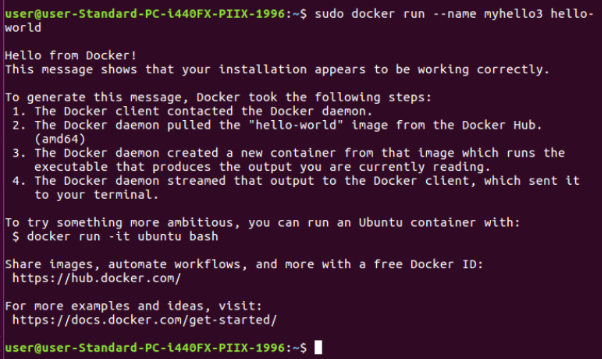 user@user-Standard-PC-i440FX-PIIX-1996:~$ sudo docker run --name myhello3 hello-
world
Hello from Docker!
This message shows that your installation appears to be working correctly.
To generate this message, Docker took the following steps:
1. The Docker client contacted the Docker daemon.
2. The Docker daemon pulled the "hello-world" image from the Docker Hub.
(amd64)
3. The Docker daemon created a new container from that image which runs the
executable that produces the output you are currently reading.
4. The Docker daemon streamed that output to the Docker client, which sent it
to your terminal.
To try something more ambitious, you can run an Ubuntu container with:
$ docker run -it ubuntu bash
Share images, automate workflows, and more with a free Docker ID:
https://hub.docker.com/
For more examples and ideas, visit:
https://docs.docker.com/get-started/
user@user-Standard-PC-i440FX-PIIX-1996:~$